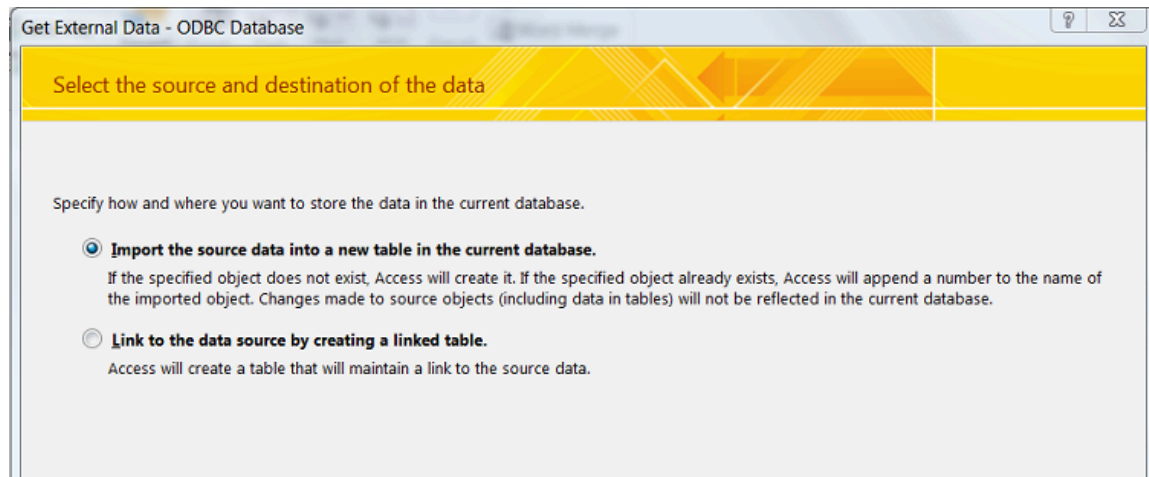 Get External Data - ODBC Database
Select the source and destination of the data
Specify how and where you want to store the data in the current database.
Import the source data into a new table in the current database.
If the specified object does not exist, Access will create it. If the specified object already exists, Access will append a number to the name of
the imported object. Changes made to source objects (including data in tables) will not be reflected in the current database.
Link to the data source by creating a linked table.
Access will create a table that will maintain a link to the source data.